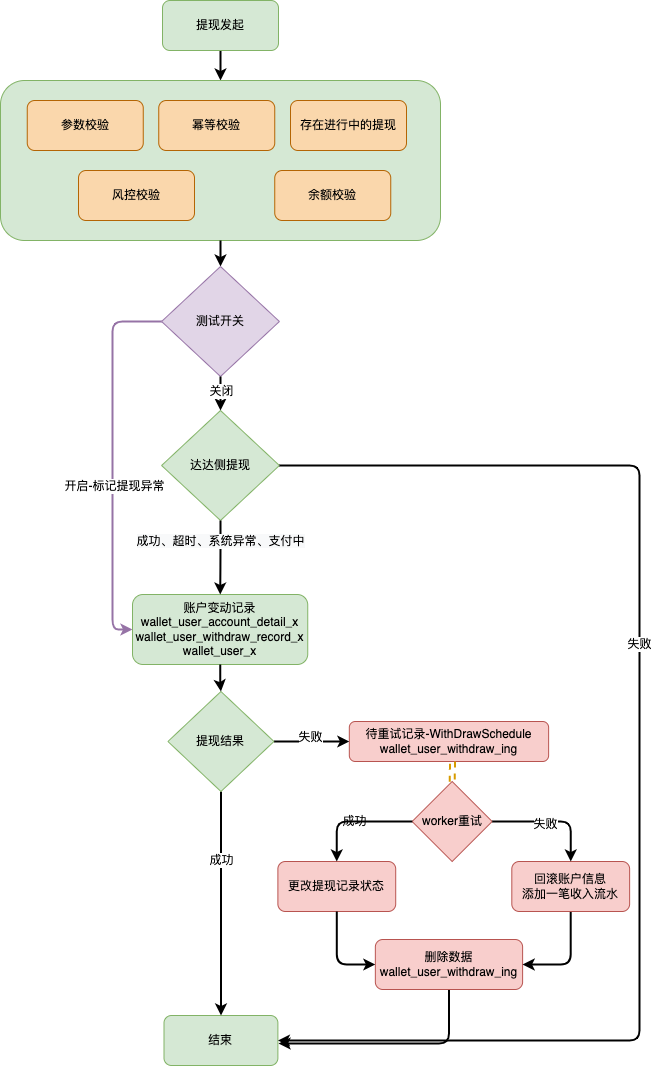 提现发起
参数校验
幂等校验
存在进行中的提现
风控校验
余额校验
测试开关
关闭
达达侧提现
开启-标记提现异常
成功、超时、系统异常、支付中
账户变动记录
wallet_user_account_detail_x
wallet_user_withdraw_record_x
wallet_user_x
失败
提现结果
失败
待重试记录-WithDrawSchedule
wallet_user_withdraw_ing
worker重试
成功
失败
成功
更改提现记录状态
回滚账户信息
添加一笔收入流水
删除数据
wallet_user_withdraw_ing
结束